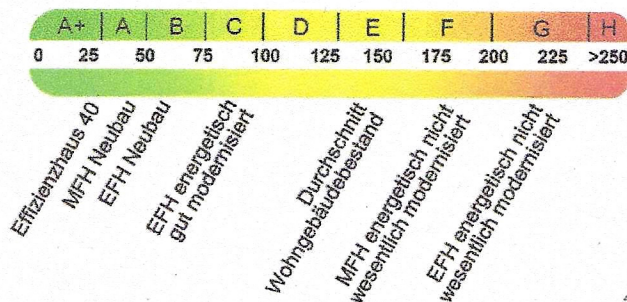 A+ A B C D E F G H
0 25 50 75 100 125 150 175 200 225 >250
Effizienzhaus 40
MFH Neubau
EFH Neubau
EFH energetisch
gut modernisiert
Durchschnitt
Wohngebäudebestand
MFH energetisch nicht
wesentlich modernisiert
EFH energetisch nicht
wesentlich modernisiert